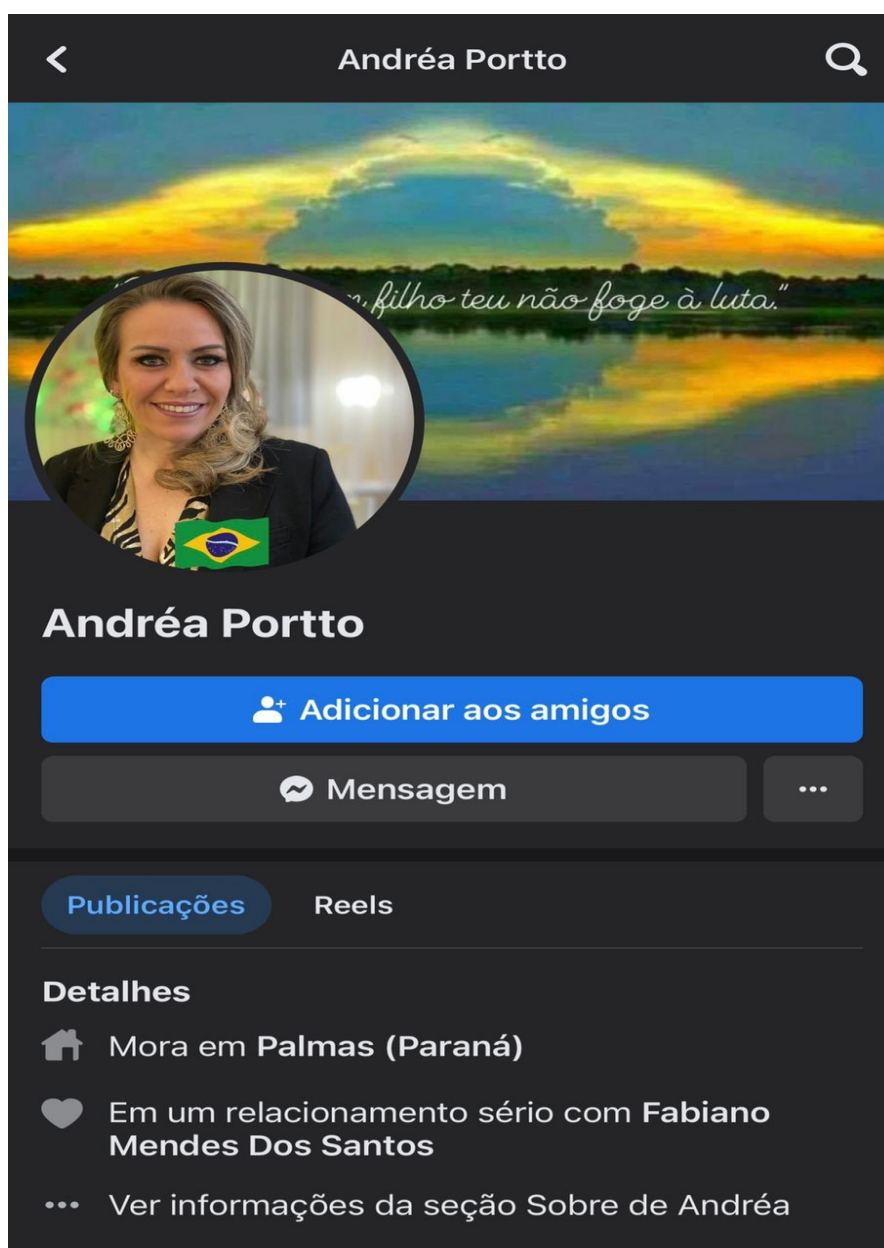 Andréa Portto
filho teu não foge à luta."
Andréa Portto
Adicionar aos amigos
Mensagem
Publicações Reels
Detalhes
Mora em Palmas (Paraná)
Em um relacionamento sério com Fabiano
Mendes Dos Santos
Ver informações da seção Sobre de Andréa